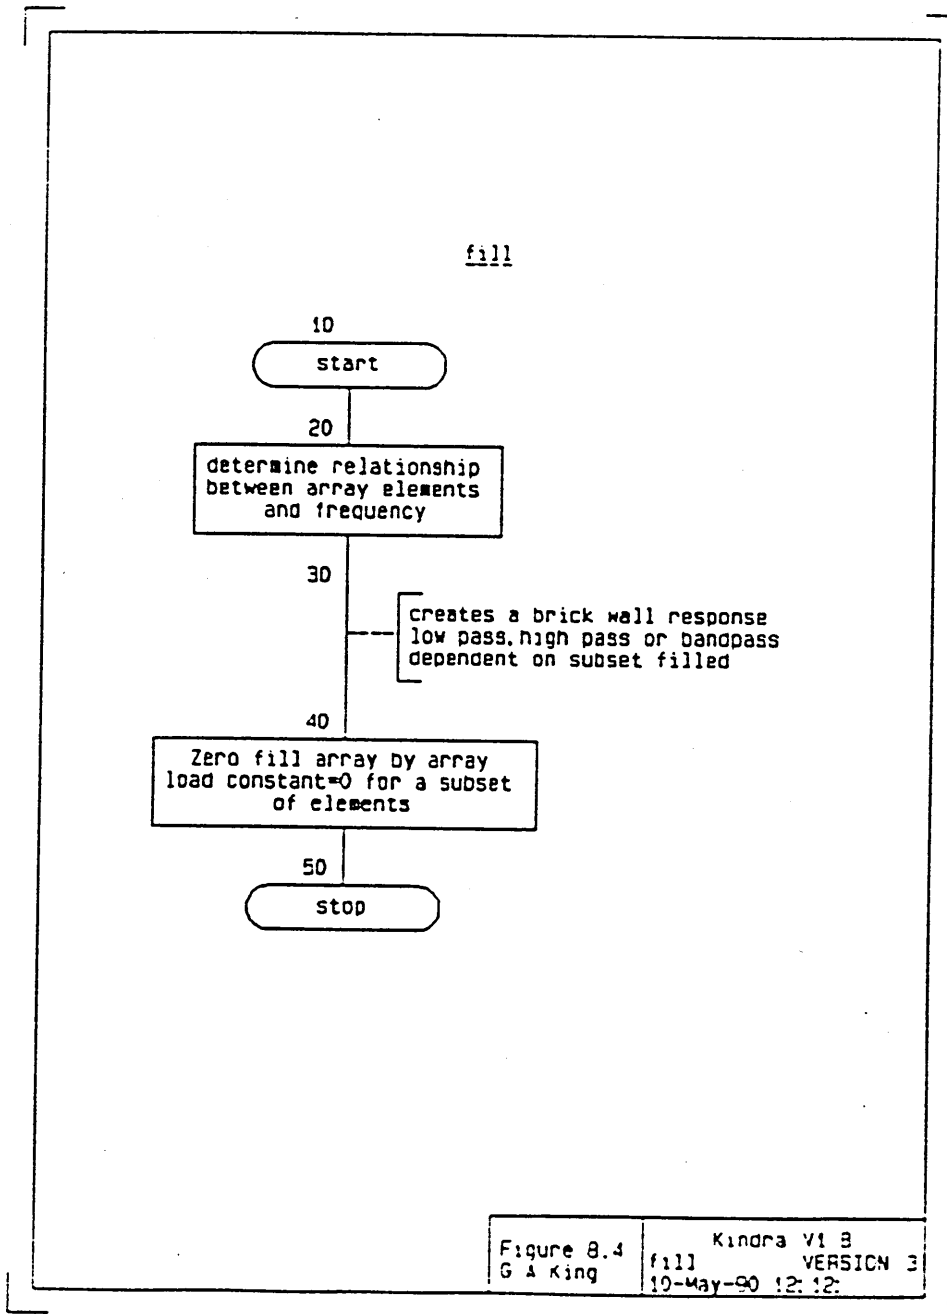 fill
10
start
20
determine relationship
between array elements
and frequency
30
creates a brick wall response
low pass, high pass or bandpass
dependent on subset filled
40
Zero fill array by array
load constant=0 for a subset
of elements
50
stop
Figure 8.4
G A King
Kindra V1
fill VERSION 3
10-May-90 12:12: